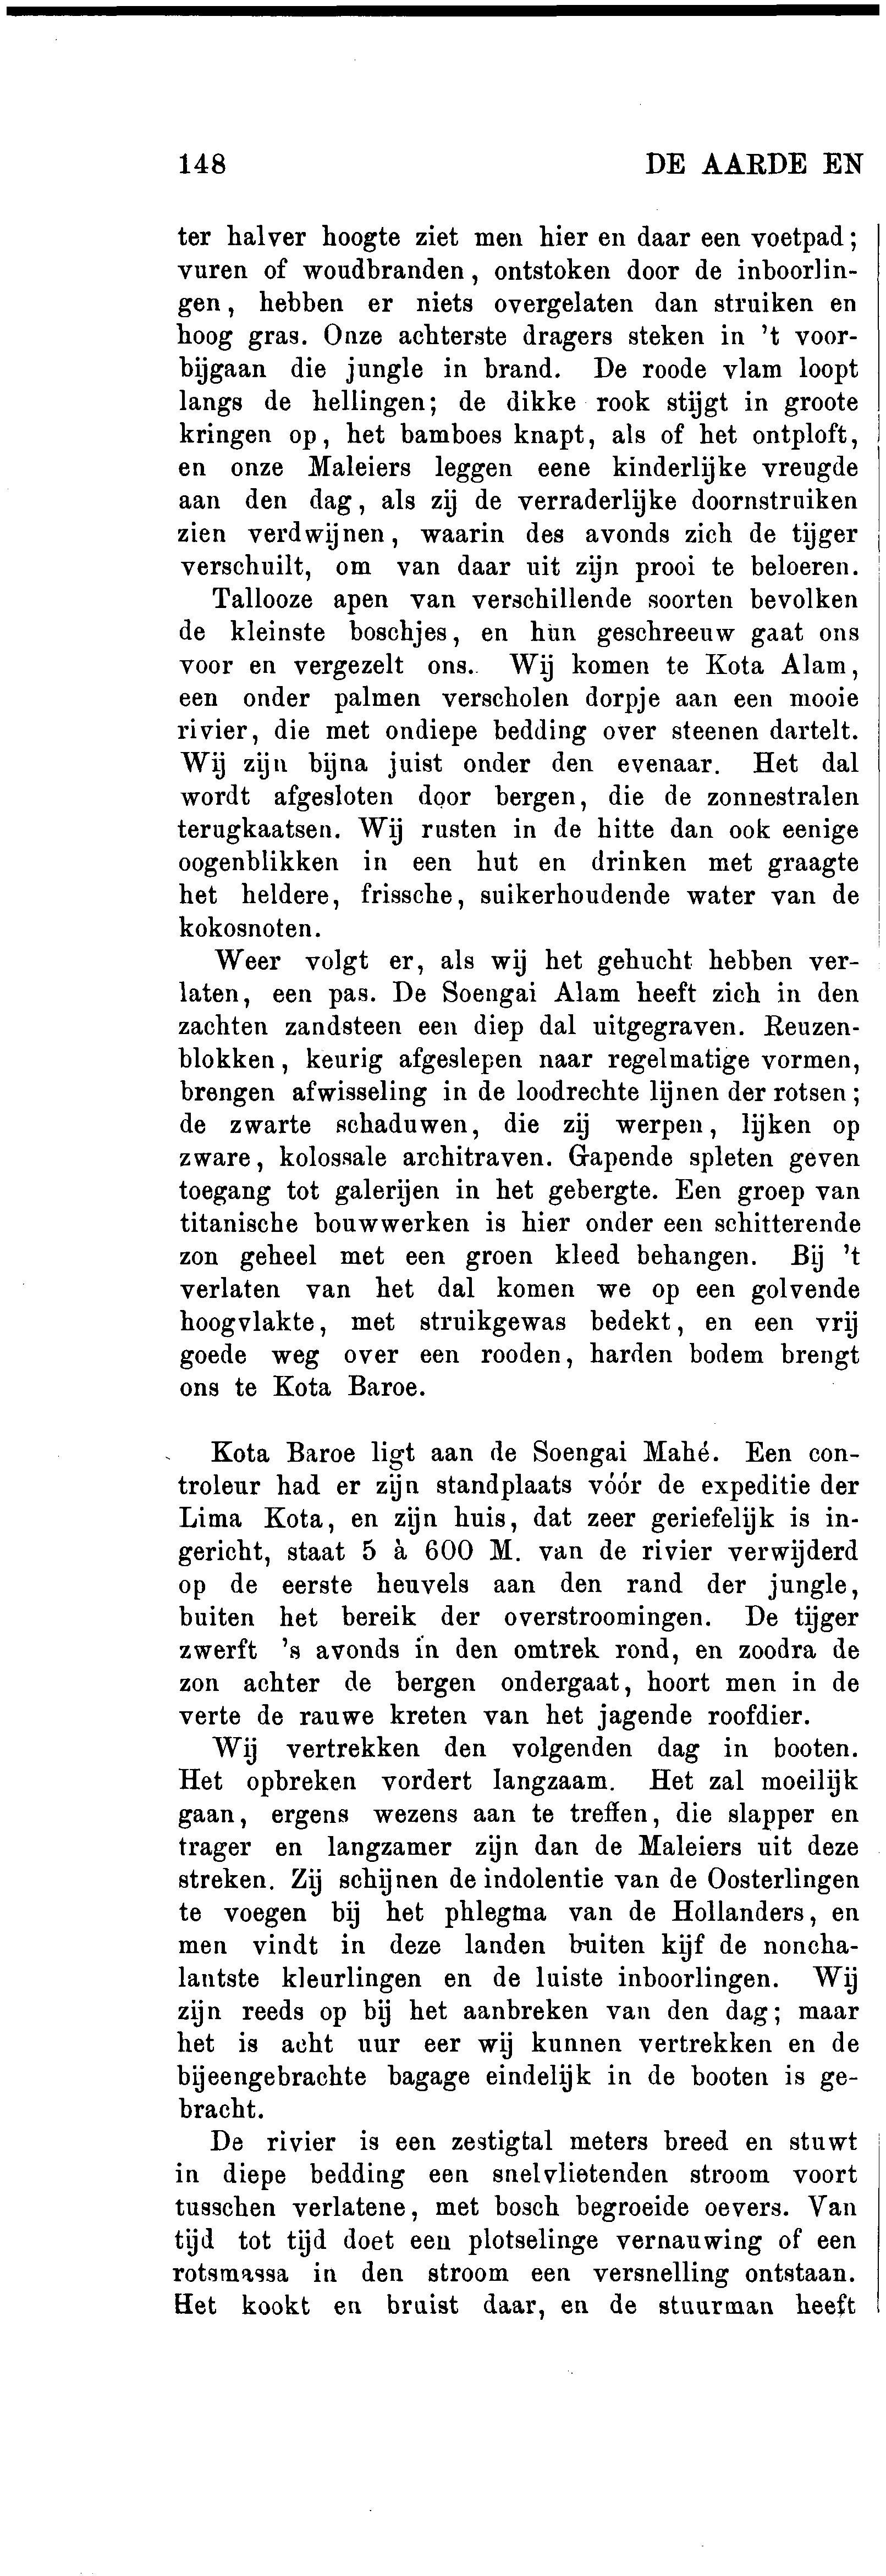 148 DE AARDE EN
ter halver hoogte ziet men hier en daar een voetpad;
vuren of woudbranden, ontstoken door de inboorlin-
gen, hebben er niets overgelaten dan struiken en
hoog gras. Onze achterste dragers steken in 't voor-
bijgaan die jungle in brand. De roode vlam loopt
langs de hellingen; de dikke rook stijgt in groote
kringen op, het bamboes knapt, als of het ontploft,
en onze Maleiers leggen eene kinderlijke vreugde
aan den dag, als zij de verraderlijke doornstruiken
zien verdwijnen, waarin des avonds zich de tijger
verschuilt, om van daar uit zijn prooi te beloeren.
Tallooze apen van verschillende soorten bevolken
de kleinste boschjes, en hun geschreeuw gaat ons
voor en vergezelt ons. Wij komen te Kota Alam,
een onder palmen verscholen dorpje aan een mooie
rivier, die met ondiepe bedding over steenen dartelt.
Wij zijn bijna juist onder den evenaar. Het dal
wordt afgesloten door bergen, die de zonnestralen
terugkaatsen. Wij rusten in de hitte dan ook eenige
oogenblikken in een hut en drinken met graagte
het heldere, frissche, suikerhoudende water van de
kokosnoten.
Weer volgt er, als wij het gehucht hebben ver-
laten, een pas. De Soengai Alam heeft zich in den
zachten zandsteen een diep dal uitgegraven. Reuzen-
blokken, keurig afgeslepen naar regelmatige vormen,
brengen afwisseling in de loodrechte lijnen der rotsen;
de zwarte schaduwen, die zij werpen, lijken op
zware, kolossale architraven. Gapende spleten geven
toegang tot galerijen in het gebergte. Een groep van
titanische bouwwerken is hier onder een schitterende
zon geheel met een groen kleed behangen. Bij 't
verlaten van het dal komen we op een golvende
hoogvlakte, met struikgewas bedekt, en een vrij
goede weg over een rooden, harden bodem brengt
ons te Kota Baroe.
Kota Baroe ligt aan de Soengai Mahé. Een con-
troleur had er zijn standplaats vóór de expeditie der
Lima Kota, en zijn huis, dat zeer geriefelijk is in-
gericht, staat 5 à 600 M. van de rivier verwijderd
op de eerste heuvels aan den rand der jungle,
buiten het bereik der overstroomingen. De tijger
zwerft 's avonds in den omtrek rond, en zoodra de
zon achter de bergen ondergaat, hoort men in de
verte de rauwe kreten van het jagende roofdier.
Wij vertrekken den volgenden dag in booten.
Het opbreken vordert langzaam. Het zal moeilijk
gaan, ergens wezens aan te treffen, die slapper en
trager en langzamer zijn dan de Maleiers uit deze
streken. Zij schijnen de indolentie van de Oosterlingen
te voegen bij het phlegma van de Hollanders, en
men vindt in deze landen buiten kijf de noncha-
lantste kleurlingen en de luiste inboorlingen. Wij
zijn reeds op bij het aanbreken van den dag; maar
het is acht uur eer wij kunnen vertrekken en de
bijeengebrachte bagage eindelijk in de booten is ge-
bracht.
De rivier is een zestigtal meters breed en stuwt
in diepe bedding een snelvlietenden stroom voort
tusschen verlatene, met bosch begroeide oevers. Van
tijd tot tijd doet een plotselinge vernauwing of een
rotsmassa in den stroom een versnelling ontstaan.
Het kookt en bruist daar, en de stuurman heeft